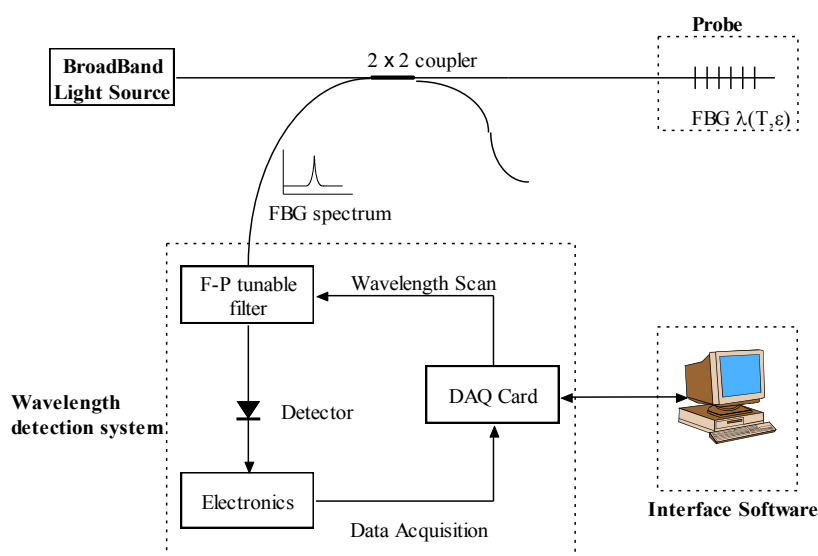 Probe
BroadBand
Light Source
2 x 2 coupler
FBG λ(T,ε)
FBG spectrum
F-P tunable
filter
Wavelength Scan
Wavelength
detection system
Detector
DAQ Card
Electronics
Data Acquisition
Interface Software